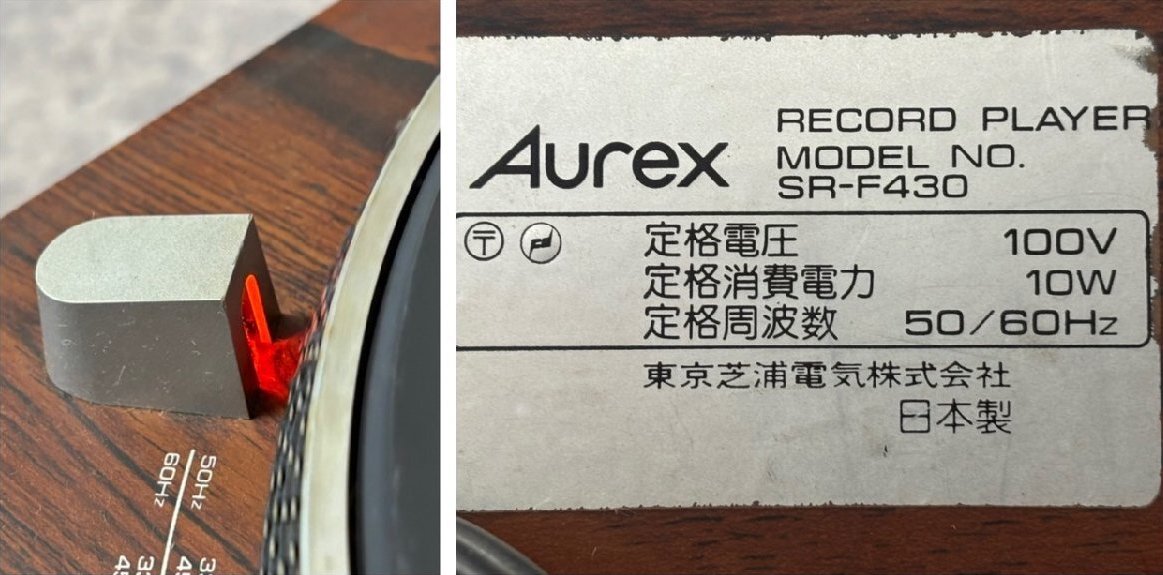 50Hz
60Hz
Aurex
RECORD PLAYER
MODEL NO.
SR-F430
〒
定格電圧 100V
定格消費電力 10W
定格周波数 50/60Hz
東京芝浦電気株式会社
日本製